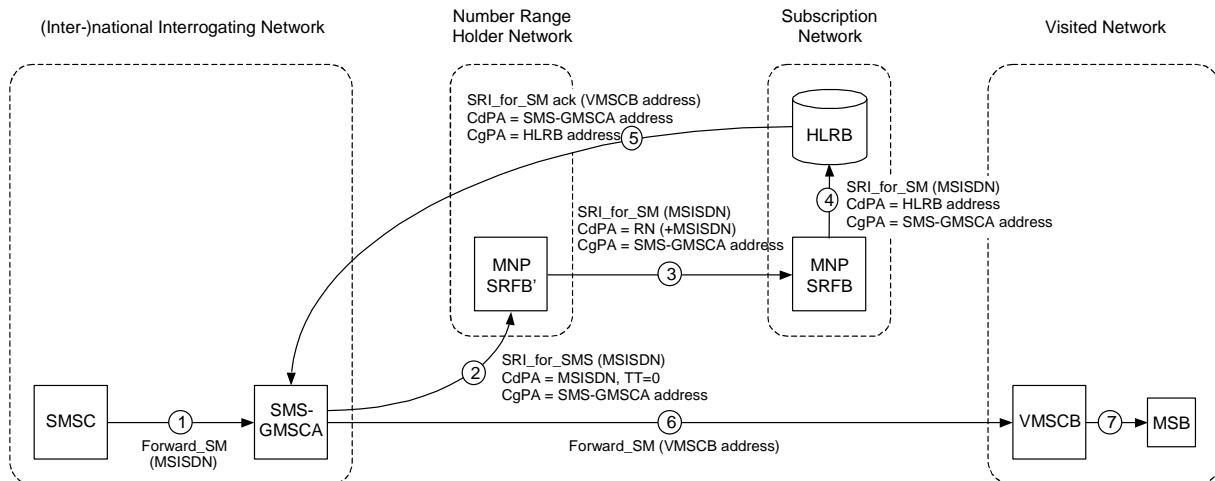 (Inter-)national Interrogating Network
Number Range
Holder Network
Subscription
Network
Visited Network
SRI_for_SM ack (VMSCB address)
CdPA = SMS-GMSCA address
CgPA = HLRB address
5
HLRB
4
SRI_for_SM (MSISDN)
CdPA = HLRB address
CgPA = SMS-GMSCA address
SRI_for_SM (MSISDN)
CdPA = RN (+MSISDN)
CgPA = SMS-GMSCA address
MNP
SRFB’
3
MNP
SRFB
2
SRI_for_SMS (MSISDN)
CdPA = MSISDN, TT=0
CgPA = SMS-GMSCA address
SMSC
1
Forward_SM
(MSISDN)
SMS-
GMSCA
6
Forward_SM (VMSCB address)
VMSCB
7
MSB